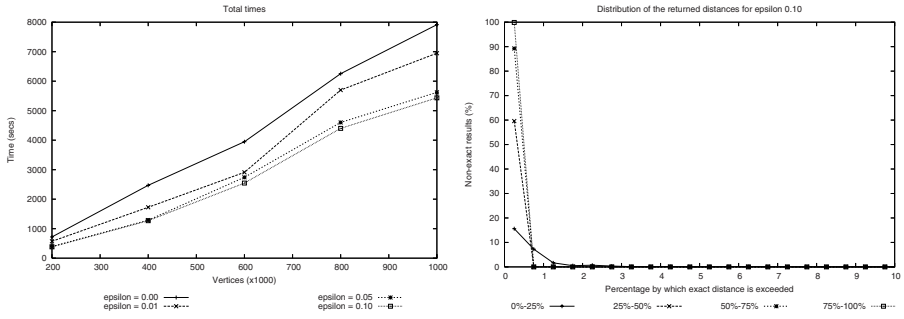 Total times
8000
7000
6000
5000
4000
3000
2000
1000
0
Time (secs)
200 400 600 800 1000
Vertices (x1000)
epsilon = 0.00
epsilon = 0.01
epsilon = 0.05
epsilon = 0.10
Distribution of the returned distances for epsilon 0.10
100
90
80
70
60
50
40
30
20
10
0
Non-exact results (%)
0 1 2 3 4 5 6 7 8 9 10
Percentage by which exact distance is exceeded
0%-25% 25%-50% 50%-75% 75%-100%